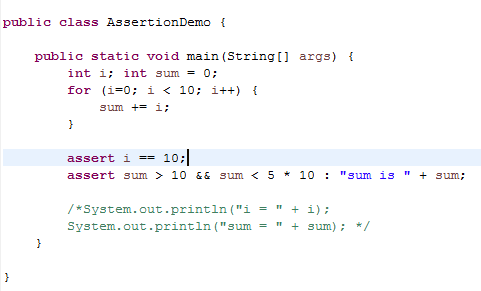 public class AssertionDemo {
public static void main(String[] args) {
int i; int sum = 0;
for (i=0; i < 10; i++) {
sum += i;
}
assert i == 10;
assert sum > 10 && sum < 5 * 10 : "sum is " + sum;
/*System.out.println("i = " + i);
System.out.println("sum = " + sum); */
}
}